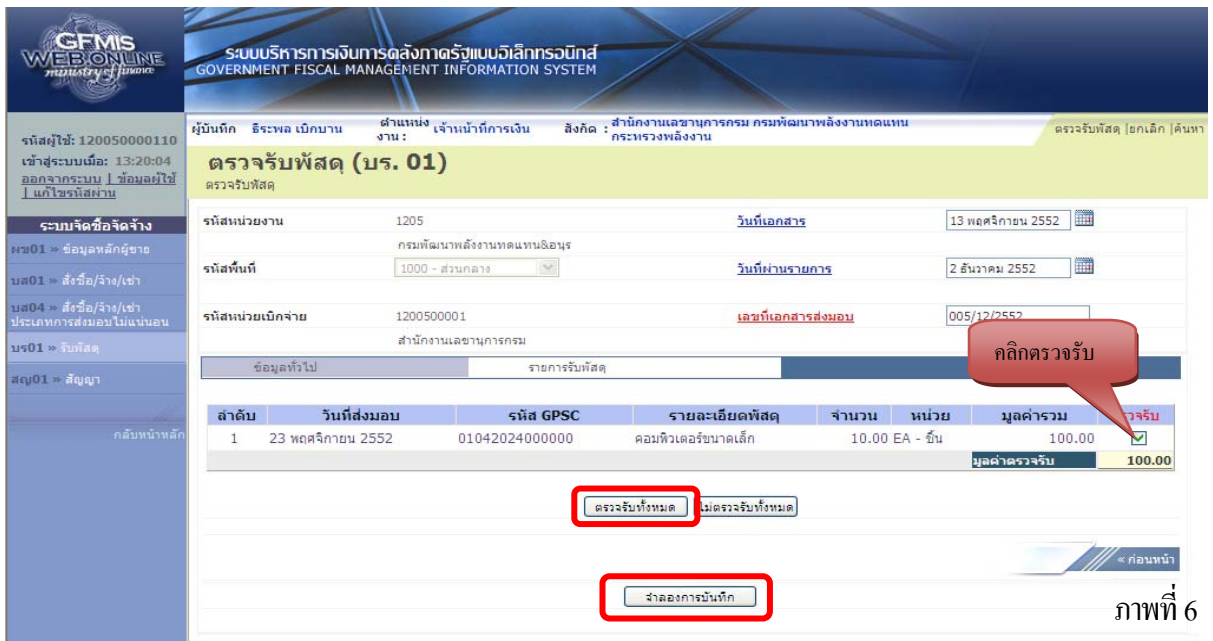 GFMIS
WEB ONLINE
ministry of finance
ระบบบริหารการเงินการคลังภาครัฐแบบอิเล็กทรอนิกส์
GOVERNMENT FISCAL MANAGEMENT INFORMATION SYSTEM
รหัสผู้ใช้: 120050000110
เข้าสู่ระบบเมื่อ: 13:20:04
ออกจากระบบ | ข้อมูลผู้ใช้
| แก้ไขรหัสผ่าน
ผู้บันทึก ธีระพล เบิกบาน ตำแหน่งงาน : เจ้าหน้าที่การเงิน สังกัด : สำนักงานเลขานุการกรม กรมพัฒนาพลังงานทดแทน
กระทรวงพลังงาน
ตรวจรับพัสดุ |ยกเลิก |ค้นหา
ตรวจรับพัสดุ (บร. 01)
ตรวจรับพัสดุ
ระบบจัดซื้อจัดจ้าง
ผข01 » ข้อมูลหลักผู้ขาย
บส01 » สั่งซื้อ/จ้าง/เช่า
บส04 » สั่งซื้อ/จ้าง/เช่า
ประเภทการส่งมอบไม่แน่นอน
บร01 » รับพัสดุ
สญ01 » สัญญา
กลับหน้าหลัก
รหัสหน่วยงาน 1205 วันที่เอกสาร 13 พฤศจิกายน 2552
กรมพัฒนาพลังงานทดแทน&อนุร
รหัสพื้นที่ 1000 - ส่วนกลาง วันที่ผ่านรายการ 2 ธันวาคม 2552
รหัสหน่วยเบิกจ่าย 1200500001 เลขที่เอกสารส่งมอบ 005/12/2552
สำนักงานเลขานุการกรม
คลิกตรวจรับ
ข้อมูลทั่วไป รายการรับพัสดุ
ลำดับ วันที่ส่งมอบ รหัส GPSC รายละเอียดพัสดุ จำนวน หน่วย มูลค่ารวม
1 23 พฤศจิกายน 2552 01042024000000 คอมพิวเตอร์ขนาดเล็ก 10.00 EA - ชิ้น 100.00
มูลค่าตรวจรับ 100.00
ตรวจรับทั้งหมด ไม่ตรวจรับทั้งหมด
« ก่อนหน้า
จำลองการบันทึก
ภาพที่ 6